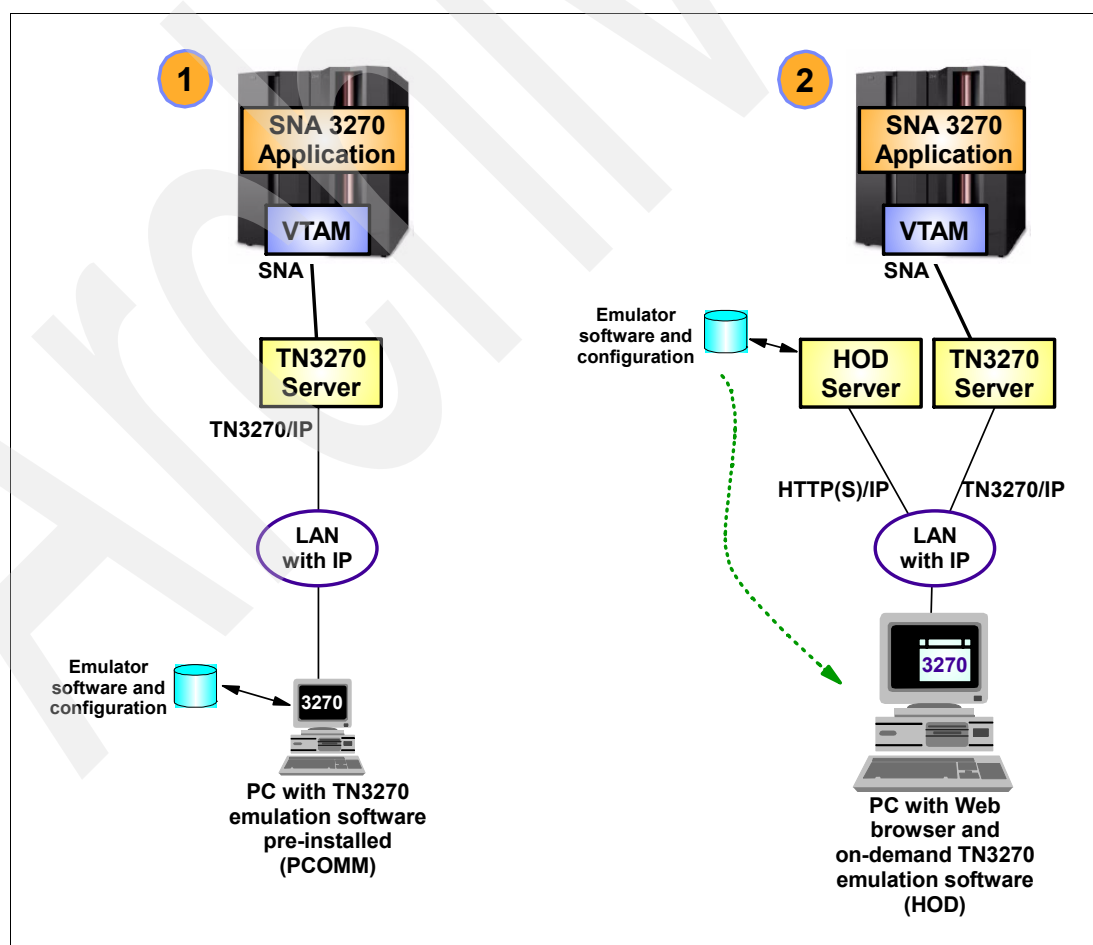 1
SNA 3270
Application
VTAM
SNA
TN3270
Server
TN3270/IP
LAN
with IP
Emulator
software and
configuration
3270
PC with TN3270
emulation software
pre-installed
(PCOMM)
2
SNA 3270
Application
VTAM
SNA
Emulator
software and
configuration
HOD
Server
TN3270
Server
HTTP(S)/IP
TN3270/IP
LAN
with IP
3270
PC with Web
browser and
on-demand TN3270
emulation software
(HOD)
Archiv